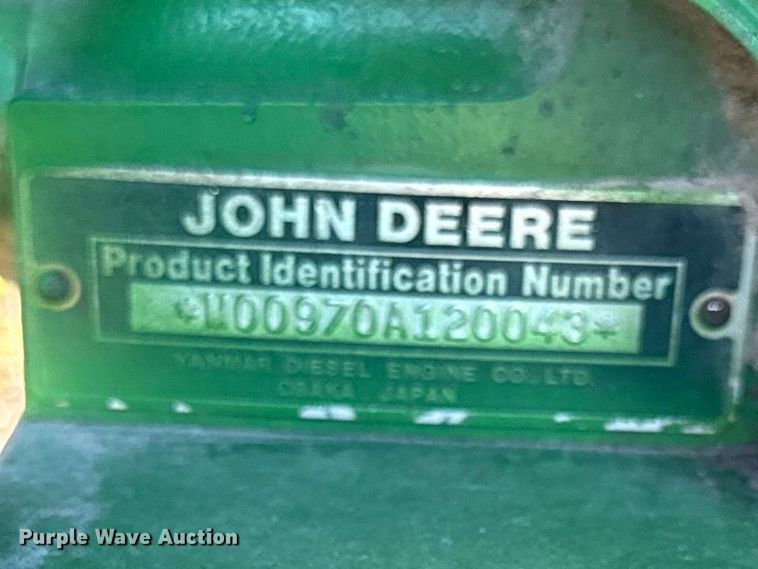 JOHN DEERE
Product Identification Number
*M00970A120043*
YANMAR DIESEL ENGINE CO., LTD.
OSAKA JAPAN
Purple Wave Auction